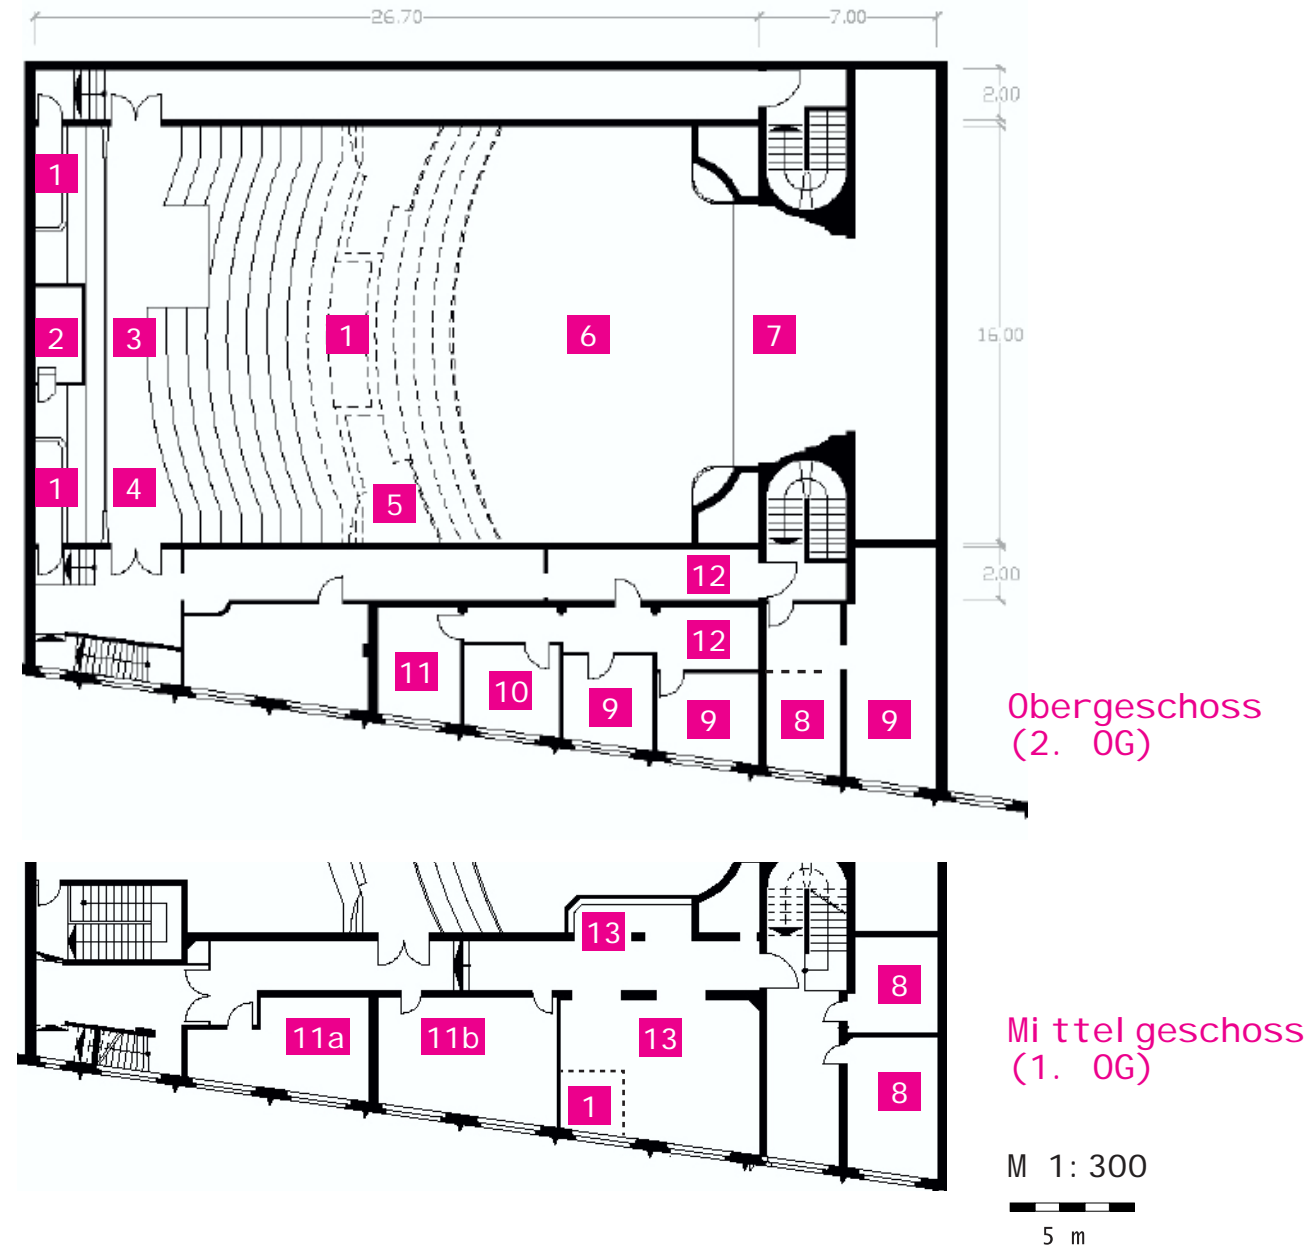 26.70 7.00
2.00
1
2 3 1 6 7 16.00
1 4 5
12 2.00
12
11 10 9 9 8 9
Obergeschoss
(2. OG)
13
8
11a 11b 13
Mittelgeschoss
(1. OG)
1 8
M 1:300
5 m